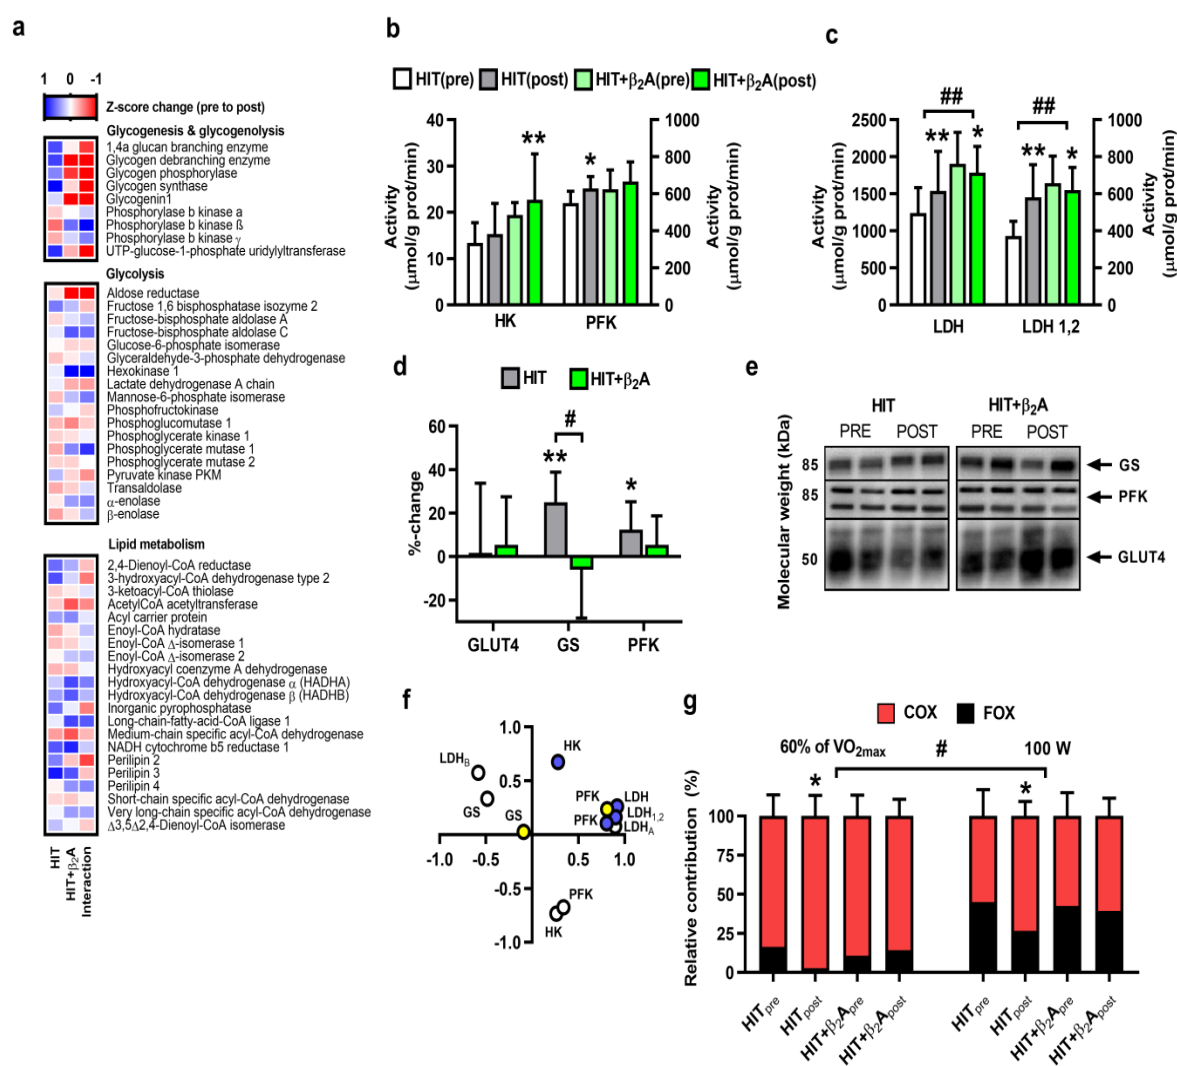 a
1 0 -1
Z-score change (pre to post)
Glycogenesis & glycogenolysis
1,4a glucan branching enzyme
Glycogen debranching enzyme
Glycogen phosphorylase
Glycogen synthase
Glycogenin1
Phosphorylase b kinase a
Phosphorylase b kinase ß
Phosphorylase b kinase γ
UTP-glucose-1-phosphate uridylyltransferase
Glycolysis
Aldose reductase
Fructose 1,6 bisphosphatase isozyme 2
Fructose-bisphosphate aldolase A
Fructose-bisphosphate aldolase C
Glucose-6-phosphate isomerase
Glyceraldehyde-3-phosphate dehydrogenase
Hexokinase 1
Lactate dehydrogenase A chain
Mannose-6-phosphate isomerase
Phosphofructokinase
Phosphoglucomutase 1
Phosphoglycerate kinase 1
Phosphoglycerate mutase 1
Phosphoglycerate mutase 2
Pyruvate kinase PKM
Transaldolase
α-enolase
β-enolase
Lipid metabolism
2,4-Dienoyl-CoA reductase
3-hydroxyacyl-CoA dehydrogenase type 2
3-ketoacyl-CoA thiolase
AcetylCoA acetyltransferase
Acyl carrier protein
Enoyl-CoA hydratase
Enoyl-CoA Δ-isomerase 1
Enoyl-CoA Δ-isomerase 2
Hydroxyacyl coenzyme A dehydrogenase
Hydroxyacyl-CoA dehydrogenase α (HADHA)
Hydroxyacyl-CoA dehydrogenase β (HADHB)
Inorganic pyrophosphatase
Long-chain-fatty-acid-CoA ligase 1
Medium-chain specific acyl-CoA dehydrogenase
NADH cytochrome b5 reductase 1
Perilipin 2
Perilipin 3
Perilipin 4
Short-chain specific acyl-CoA dehydrogenase
Very long-chain specific acyl-CoA dehydrogenase
Δ3,5Δ2,4-Dienoyl-CoA isomerase
HIT
HIT+β₂A
Interaction
b
HIT(pre) HIT(post) HIT+β₂A(pre) HIT+β₂A(post)
Activity
(μmol/g prot/min)
40
30
20
10
0
**
*
1000
800
600
400
200
0
Activity
(μmol/g prot/min)
HK PFK
c
Activity
(μmol/g prot/min)
2500
2000
1500
1000
500
0
## ##
** * ** *
1000
800
600
400
200
0
Activity
(μmol/g prot/min)
LDH LDH 1,2
d
HIT HIT+β₂A
%-change
60
40
20
0
-20
#
**
*
GLUT4 GS PFK
e
HIT HIT+β₂A
PRE POST PRE POST
Molecular weight (kDa)
85 GS
85 PFK
50 GLUT4
f
1.0
0.5
-0.5
-1.0
-1.0 -0.5 0.5 1.0
HK
LDH_B
GS
GS
PFK
PFK
LDH
LDH₁,₂
LDH_A
PFK
HK
g
COX FOX
60% of VO₂max # 100 W
* *
Relative contribution (%)
100
75
50
25
0
HITpre
HITpost
HIT+β₂Apre
HIT+β₂Apost
HITpre
HITpost
HIT+β₂Apre
HIT+β₂Apost